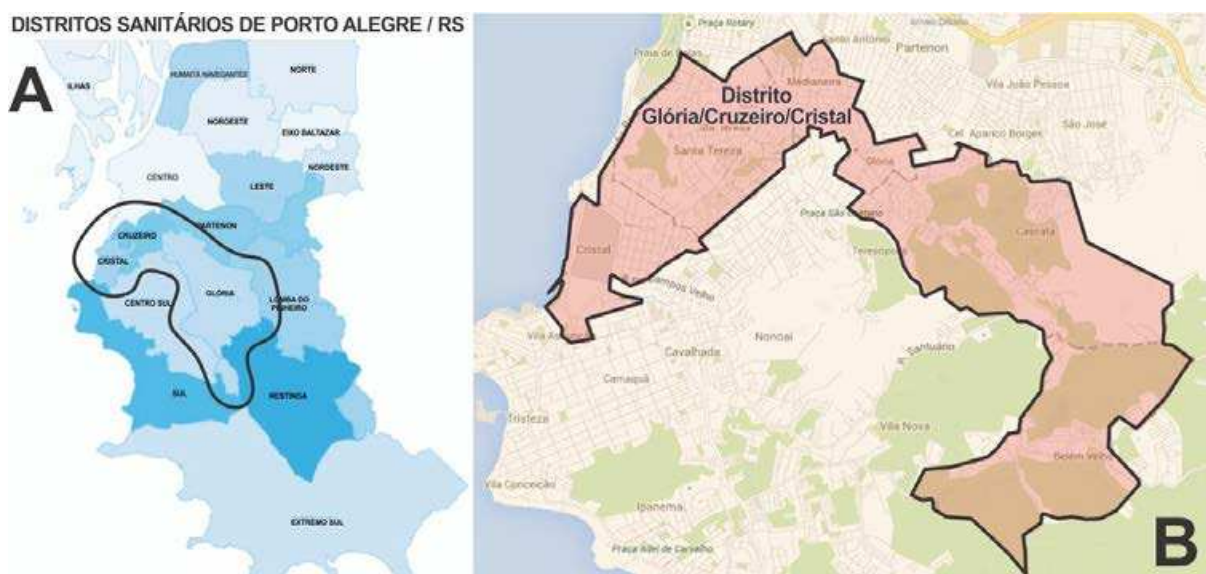 DISTRITOS SANITÁRIOS DE PORTO ALEGRE / RS
A
ILHAS
HUMAITÁ NAVEGANTES
NORTE
NOROESTE
EIXO BALTAZAR
NORDESTE
CENTRO
LESTE
PARTENON
CRUZEIRO
CRISTAL
GLÓRIA
CENTRO SUL
LOMBA DO
PINHEIRO
SUL
RESTINGA
EXTREMO SUL
Praça Rotary
Santo Antônio
Partenon
Praia de Belas
Medianeira
Vila João Pessoa
Distrito
Glória/Cruzeiro/Cristal
Cel. Aparício Borges
São José
Santa Tereza
Glória
Praça São Caetano
Cascata
Cristal
Teresópolis
Campos Velho
Nonoai
Cavalhada
Santuário
Camaquã
Tristeza
Vila Nova
Belém Velho
Vila Conceição
Ipanema
B